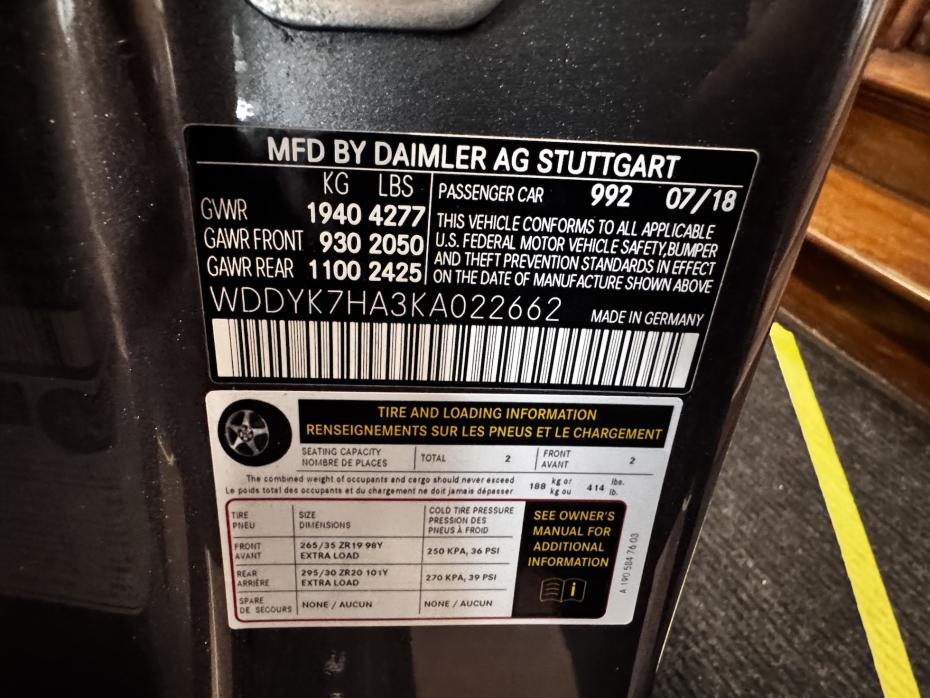 MFD BY DAIMLER AG STUTTGART
KG LBS
GVWR 1940 4277
GAWR FRONT 930 2050
GAWR REAR 1100 2425
PASSENGER CAR 992 07/18
THIS VEHICLE CONFORMS TO ALL APPLICABLE
U.S. FEDERAL MOTOR VEHICLE SAFETY,BUMPER
AND THEFT PREVENTION STANDARDS IN EFFECT
ON THE DATE OF MANUFACTURE SHOWN ABOVE
WDDYK7HA3KA022662
MADE IN GERMANY
TIRE AND LOADING INFORMATION
RENSEIGNEMENTS SUR LES PNEUS ET LE CHARGEMENT
SEATING CAPACITY
NOMBRE DE PLACES
TOTAL 2
FRONT
AVANT
2
The combined weight of occupants and cargo should never exceed
Le poids total des occupants et du chargement ne doit jamais dépasser
188 kg or
kg ou
414 lbs.
lb.
TIRE
PNEU
SIZE
DIMENSIONS
COLD TIRE PRESSURE
PRESSION DES
PNEUS À FROID
FRONT
AVANT
265/35 ZR19 98Y
EXTRA LOAD
250 KPA, 36 PSI
REAR
ARRIÈRE
295/30 ZR20 101Y
EXTRA LOAD
270 KPA, 39 PSI
SPARE
DE SECOURS
NONE / AUCUN
NONE / AUCUN
SEE OWNER'S
MANUAL FOR
ADDITIONAL
INFORMATION
A 190 584 76 03